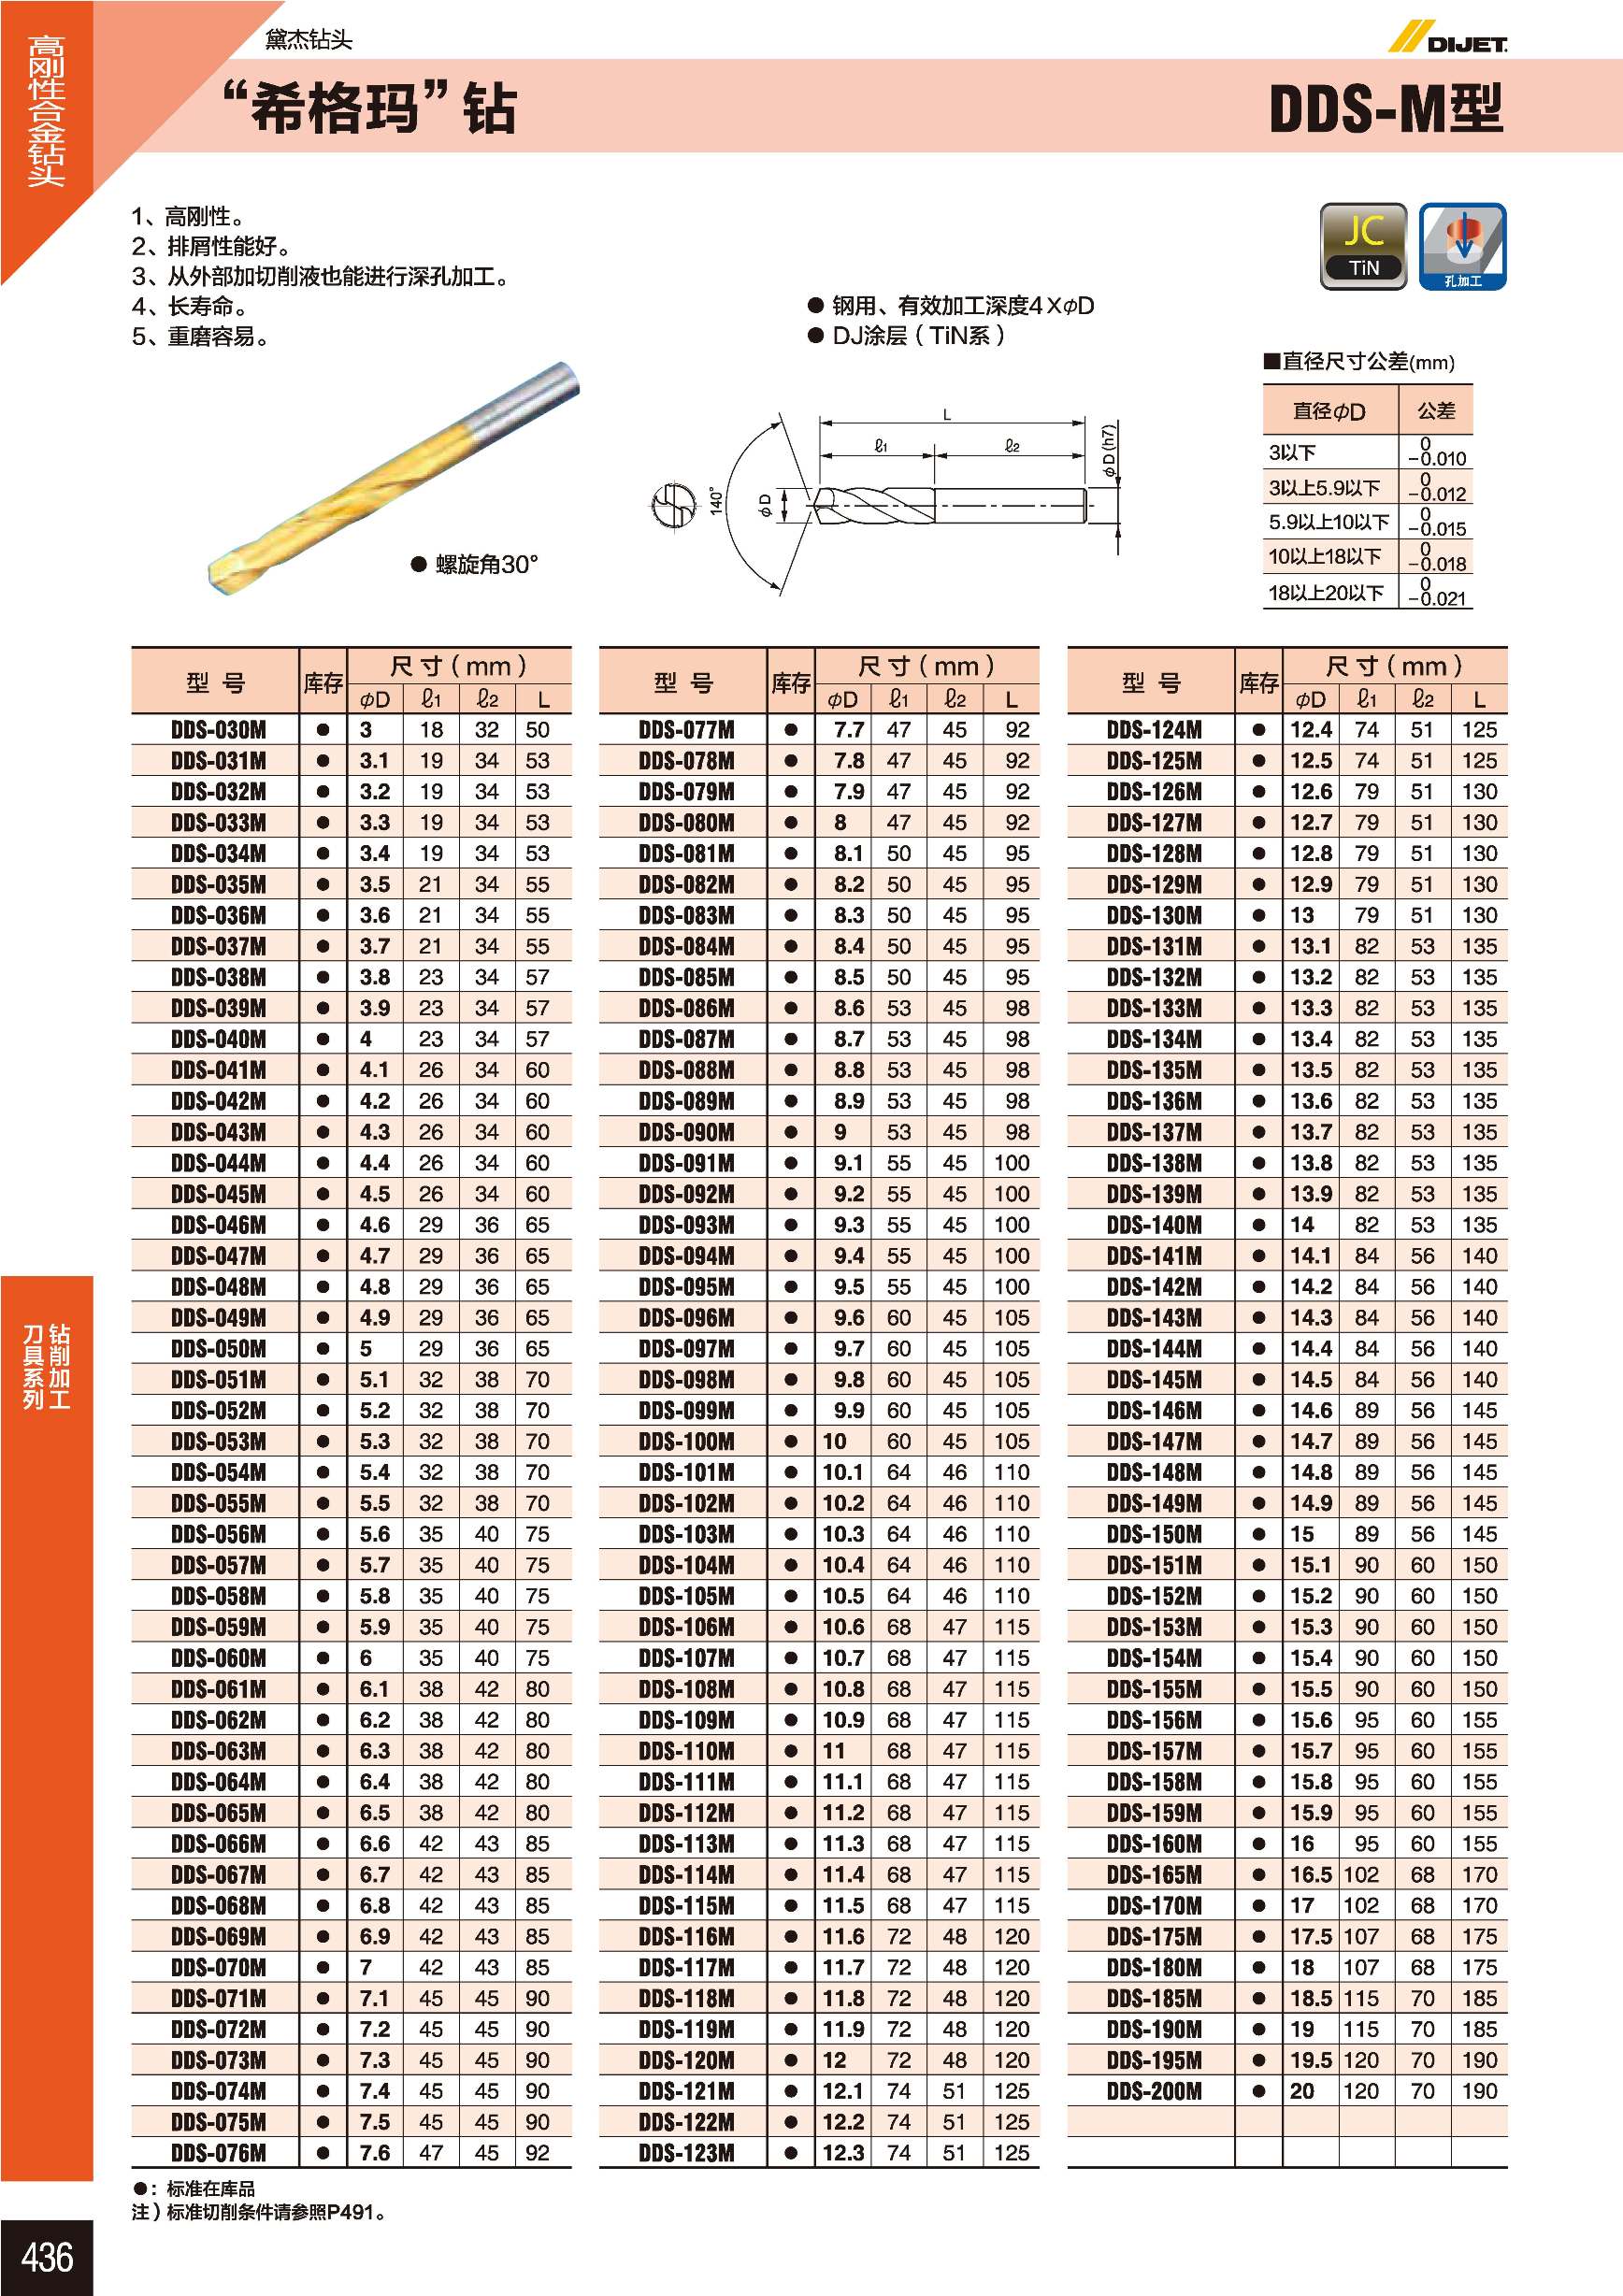 高刚性合金钻头
黛杰钻头
DIJET
“希格玛”钻
DDS-M型
1、高刚性。
2、排屑性能好。
3、从外部加切削液也能进行深孔加工。
4、长寿命。
5、重磨容易。
● 钢用、有效加工深度4×φD
● DJ涂层（TiN系）
JC
TiN
孔加工
■直径尺寸公差(mm)
直径φD 公差
3以下 0 -0.010
3以上5.9以下 0 -0.012
5.9以上10以下 0 -0.015
10以上18以下 0 -0.018
18以上20以下 0 -0.021
● 螺旋角30°
140°
φD
L
ℓ1
ℓ2
φD(h7)
型号 库存 尺寸（mm）
φD ℓ1 ℓ2 L
DDS-030M ● 3 18 32 50
DDS-031M ● 3.1 19 34 53
DDS-032M ● 3.2 19 34 53
DDS-033M ● 3.3 19 34 53
DDS-034M ● 3.4 19 34 53
DDS-035M ● 3.5 21 34 55
DDS-036M ● 3.6 21 34 55
DDS-037M ● 3.7 21 34 55
DDS-038M ● 3.8 23 34 57
DDS-039M ● 3.9 23 34 57
DDS-040M ● 4 23 34 57
DDS-041M ● 4.1 26 34 60
DDS-042M ● 4.2 26 34 60
DDS-043M ● 4.3 26 34 60
DDS-044M ● 4.4 26 34 60
DDS-045M ● 4.5 26 34 60
DDS-046M ● 4.6 29 36 65
DDS-047M ● 4.7 29 36 65
DDS-048M ● 4.8 29 36 65
DDS-049M ● 4.9 29 36 65
DDS-050M ● 5 29 36 65
DDS-051M ● 5.1 32 38 70
DDS-052M ● 5.2 32 38 70
DDS-053M ● 5.3 32 38 70
DDS-054M ● 5.4 32 38 70
DDS-055M ● 5.5 32 38 70
DDS-056M ● 5.6 35 40 75
DDS-057M ● 5.7 35 40 75
DDS-058M ● 5.8 35 40 75
DDS-059M ● 5.9 35 40 75
DDS-060M ● 6 35 40 75
DDS-061M ● 6.1 38 42 80
DDS-062M ● 6.2 38 42 80
DDS-063M ● 6.3 38 42 80
DDS-064M ● 6.4 38 42 80
DDS-065M ● 6.5 38 42 80
DDS-066M ● 6.6 42 43 85
DDS-067M ● 6.7 42 43 85
DDS-068M ● 6.8 42 43 85
DDS-069M ● 6.9 42 43 85
DDS-070M ● 7 42 43 85
DDS-071M ● 7.1 45 45 90
DDS-072M ● 7.2 45 45 90
DDS-073M ● 7.3 45 45 90
DDS-074M ● 7.4 45 45 90
DDS-075M ● 7.5 45 45 90
DDS-076M ● 7.6 47 45 92
型号 库存 尺寸（mm）
φD ℓ1 ℓ2 L
DDS-077M ● 7.7 47 45 92
DDS-078M ● 7.8 47 45 92
DDS-079M ● 7.9 47 45 92
DDS-080M ● 8 47 45 92
DDS-081M ● 8.1 50 45 95
DDS-082M ● 8.2 50 45 95
DDS-083M ● 8.3 50 45 95
DDS-084M ● 8.4 50 45 95
DDS-085M ● 8.5 50 45 95
DDS-086M ● 8.6 53 45 98
DDS-087M ● 8.7 53 45 98
DDS-088M ● 8.8 53 45 98
DDS-089M ● 8.9 53 45 98
DDS-090M ● 9 53 45 98
DDS-091M ● 9.1 55 45 100
DDS-092M ● 9.2 55 45 100
DDS-093M ● 9.3 55 45 100
DDS-094M ● 9.4 55 45 100
DDS-095M ● 9.5 55 45 100
DDS-096M ● 9.6 60 45 105
DDS-097M ● 9.7 60 45 105
DDS-098M ● 9.8 60 45 105
DDS-099M ● 9.9 60 45 105
DDS-100M ● 10 60 45 105
DDS-101M ● 10.1 64 46 110
DDS-102M ● 10.2 64 46 110
DDS-103M ● 10.3 64 46 110
DDS-104M ● 10.4 64 46 110
DDS-105M ● 10.5 64 46 110
DDS-106M ● 10.6 68 47 115
DDS-107M ● 10.7 68 47 115
DDS-108M ● 10.8 68 47 115
DDS-109M ● 10.9 68 47 115
DDS-110M ● 11 68 47 115
DDS-111M ● 11.1 68 47 115
DDS-112M ● 11.2 68 47 115
DDS-113M ● 11.3 68 47 115
DDS-114M ● 11.4 68 47 115
DDS-115M ● 11.5 68 47 115
DDS-116M ● 11.6 72 48 120
DDS-117M ● 11.7 72 48 120
DDS-118M ● 11.8 72 48 120
DDS-119M ● 11.9 72 48 120
DDS-120M ● 12 72 48 120
DDS-121M ● 12.1 74 51 125
DDS-122M ● 12.2 74 51 125
DDS-123M ● 12.3 74 51 125
型号 库存 尺寸（mm）
φD ℓ1 ℓ2 L
DDS-124M ● 12.4 74 51 125
DDS-125M ● 12.5 74 51 125
DDS-126M ● 12.6 79 51 130
DDS-127M ● 12.7 79 51 130
DDS-128M ● 12.8 79 51 130
DDS-129M ● 12.9 79 51 130
DDS-130M ● 13 79 51 130
DDS-131M ● 13.1 82 53 135
DDS-132M ● 13.2 82 53 135
DDS-133M ● 13.3 82 53 135
DDS-134M ● 13.4 82 53 135
DDS-135M ● 13.5 82 53 135
DDS-136M ● 13.6 82 53 135
DDS-137M ● 13.7 82 53 135
DDS-138M ● 13.8 82 53 135
DDS-139M ● 13.9 82 53 135
DDS-140M ● 14 82 53 135
DDS-141M ● 14.1 84 56 140
DDS-142M ● 14.2 84 56 140
DDS-143M ● 14.3 84 56 140
DDS-144M ● 14.4 84 56 140
DDS-145M ● 14.5 84 56 140
DDS-146M ● 14.6 89 56 145
DDS-147M ● 14.7 89 56 145
DDS-148M ● 14.8 89 56 145
DDS-149M ● 14.9 89 56 145
DDS-150M ● 15 89 56 145
DDS-151M ● 15.1 90 60 150
DDS-152M ● 15.2 90 60 150
DDS-153M ● 15.3 90 60 150
DDS-154M ● 15.4 90 60 150
DDS-155M ● 15.5 90 60 150
DDS-156M ● 15.6 95 60 155
DDS-157M ● 15.7 95 60 155
DDS-158M ● 15.8 95 60 155
DDS-159M ● 15.9 95 60 155
DDS-160M ● 16 95 60 155
DDS-165M ● 16.5 102 68 170
DDS-170M ● 17 102 68 170
DDS-175M ● 17.5 107 68 175
DDS-180M ● 18 107 68 175
DDS-185M ● 18.5 115 70 185
DDS-190M ● 19 115 70 185
DDS-195M ● 19.5 120 70 190
DDS-200M ● 20 120 70 190
钻削加工
刀具系列
●：标准在库品
注）标准切削条件请参照P491。
436